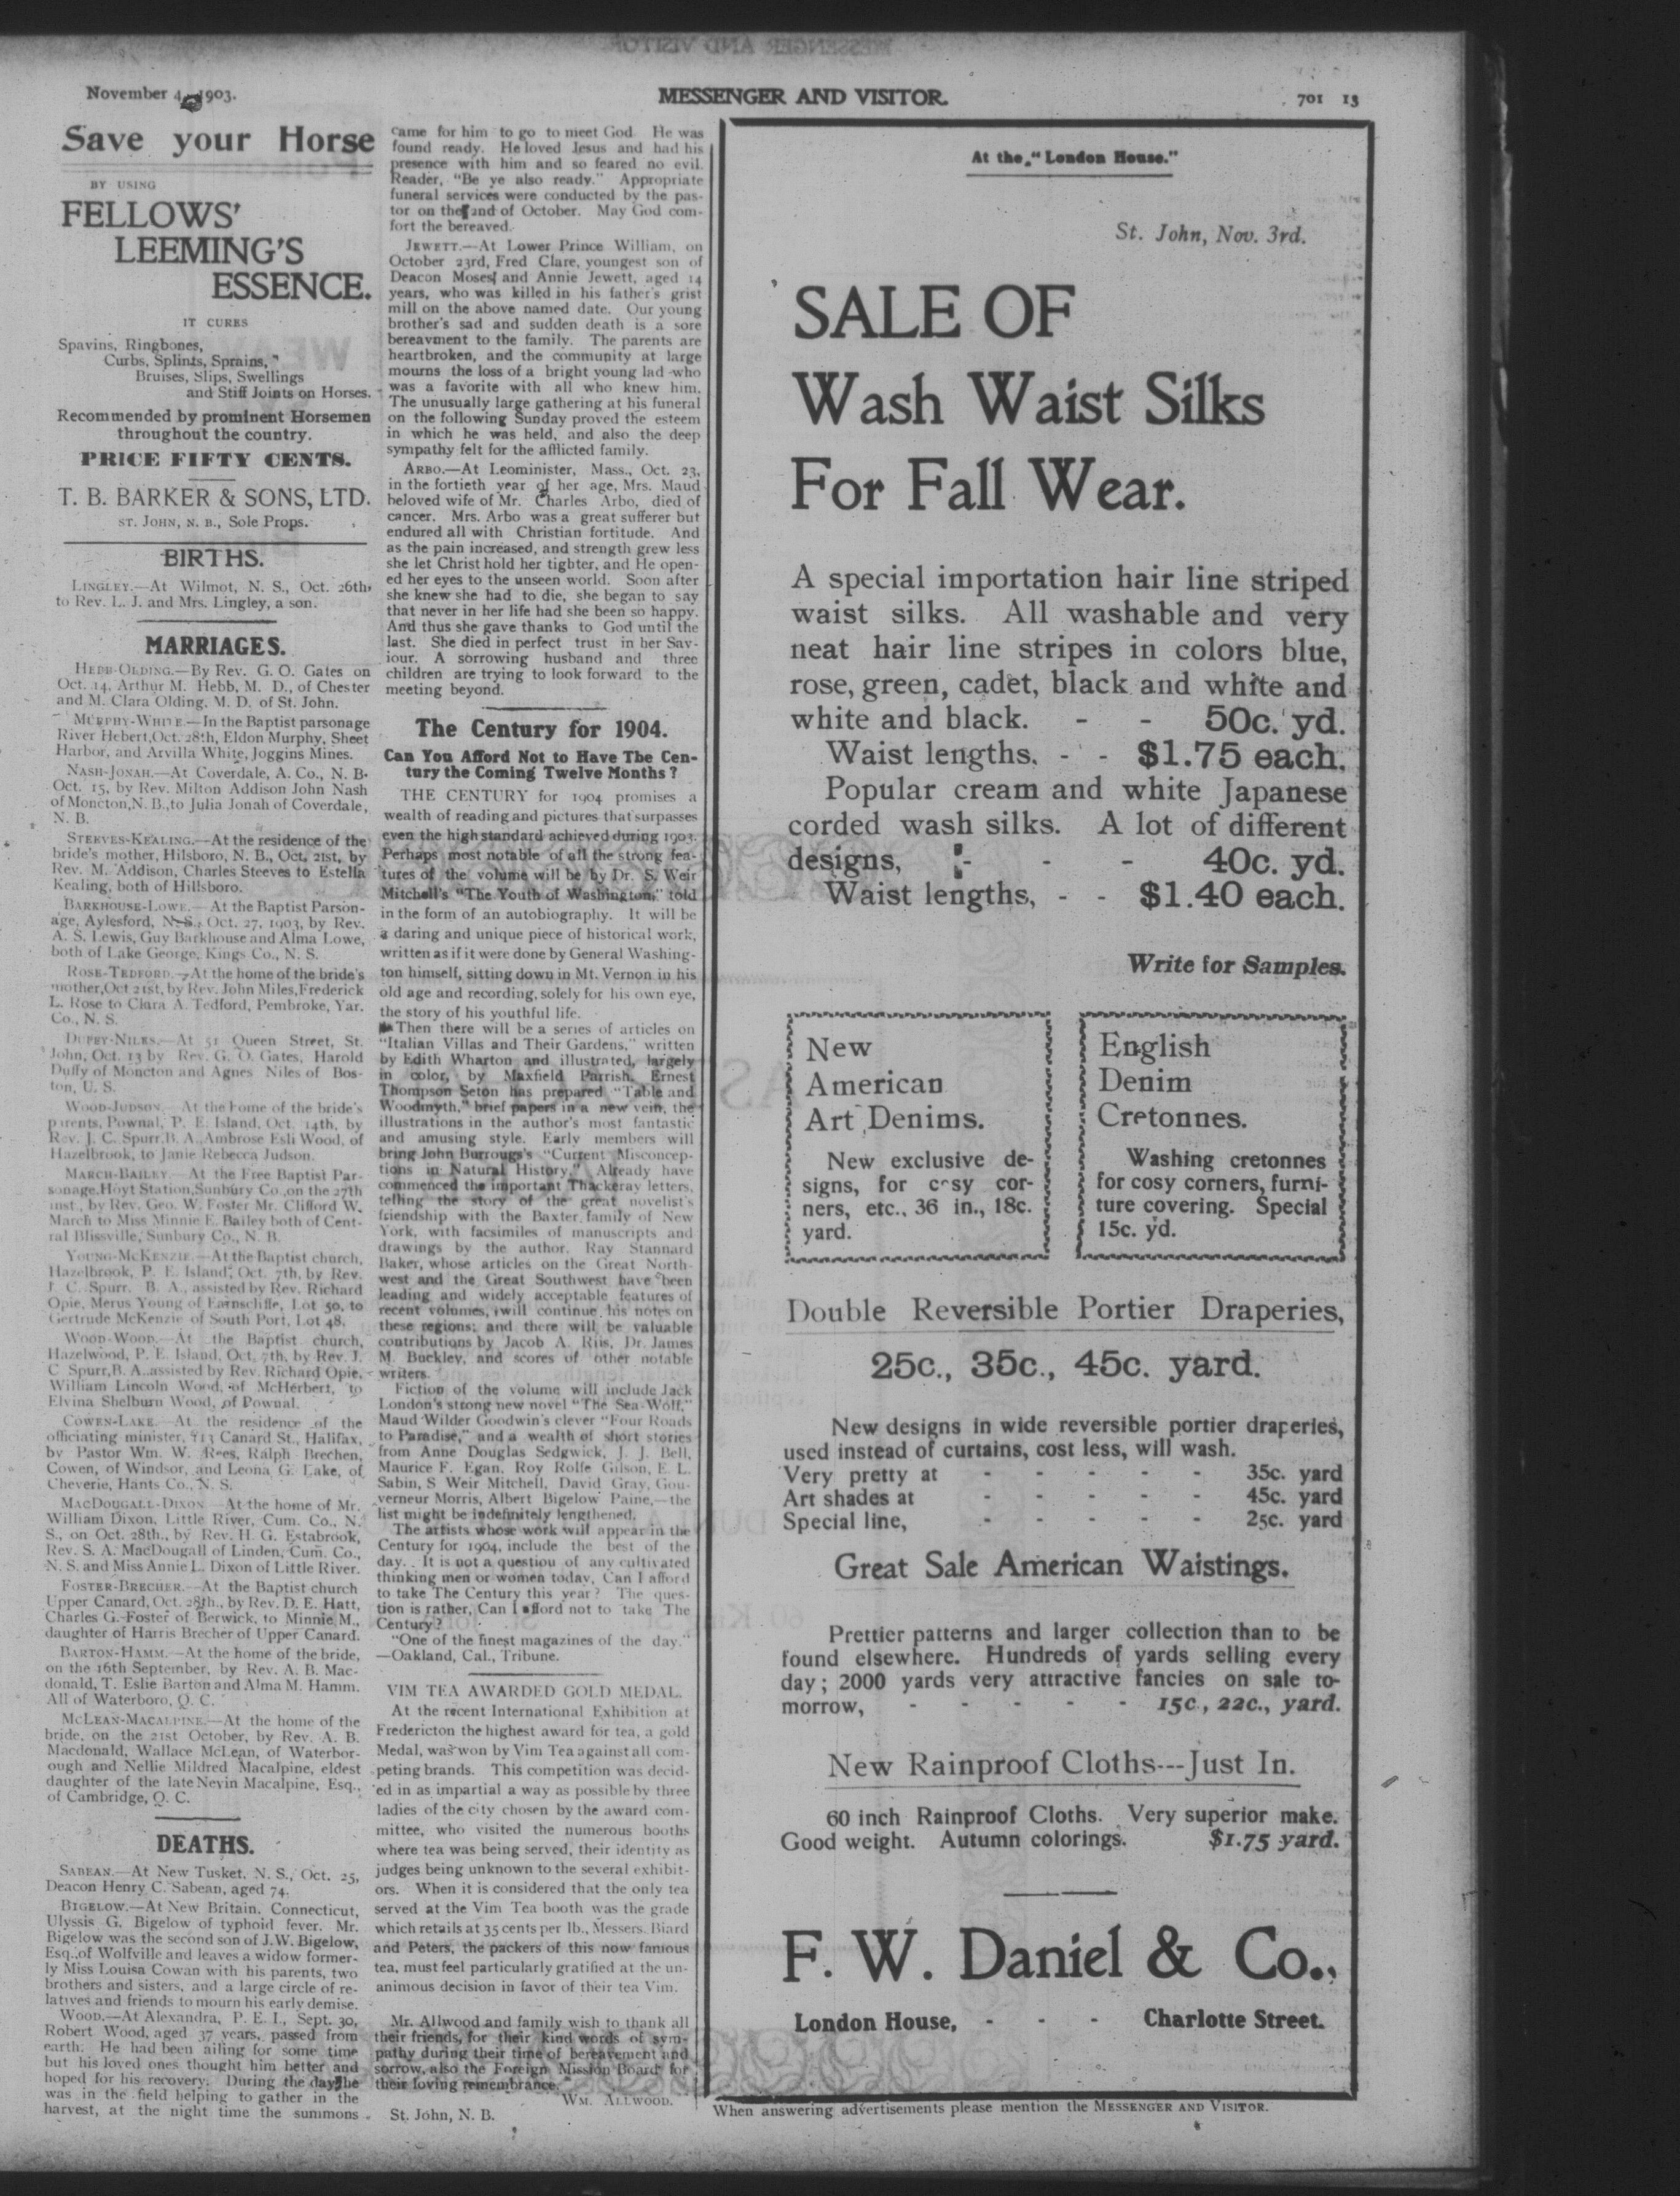 November 4, 1903.
MESSENGER AND VISITOR.
701 13
Save your Horse
BY USING
FELLOWS'
LEEMING'S
ESSENCE.
IT CURES
Spavins, Ringbones,
Curbs, Splints, Sprains,
Bruises, Slips, Swellings
and Stiff Joints on Horses.
Recommended by prominent Horsemen
throughout the country.
PRICE FIFTY CENTS.
T. B. BARKER & SONS, LTD.
ST. JOHN, N. B., Sole Props.
BIRTHS.
LINGLEY.—At Wilmot, N. S., Oct. 26th,
to Rev. L. J. and Mrs. Lingley, a son.
MARRIAGES.
HEBB-OLDING.—By Rev. G. O. Gates on
Oct. 14, Arthur M. Hebb, M. D., of Chester
and M. Clara Olding, M. D. of St. John.
MURPHY-WHITE.—In the Baptist parsonage
River Hebert, Oct. 28th, Eldon Murphy, Sheet
Harbor, and Arvilla White, Joggins Mines.
NASH-JONAH.—At Coverdale, A. Co., N. B.
Oct. 15, by Rev. Milton Addison John Nash
of Moncton, N. B., to Julia Jonah of Coverdale,
N. B.
STEEVES-KEALING.—At the residence of the
bride's mother, Hilsboro, N. B., Oct. 21st, by
Rev. M. Addison, Charles Steeves to Estella
Kealing, both of Hillsboro.
BARKHOUSE-LOWE.—At the Baptist Parson-
age, Aylesford, N. S., Oct. 27, 1903, by Rev.
A. S. Lewis, Guy Barkhouse and Alma Lowe,
both of Lake George, Kings Co., N. S.
ROSE-TEDFORD.—At the home of the bride's
mother, Oct 21st, by Rev. John Miles, Frederick
L. Rose to Clara A. Tedford, Pembroke, Yar.
Co., N. S.
DUFFY-NILES.—At 51 Queen Street, St.
John, Oct. 13 by Rev. G. O. Gates, Harold
Duffy of Moncton and Agnes Niles of Bos-
ton, U. S.
WOOD-JUDSON.—At the home of the bride's
parents, Pownal, P. E. Island, Oct. 14th, by
Rev. J. C. Spurr, B. A., Ambrose Esli Wood, of
Hazelbrook, to Janie Rebecca Judson.
MARCH-BAILEY.—At the Free Baptist Par-
sonage, Hoyt Station, Sunbury Co., on the 27th
inst., by Rev. Geo. W. Foster Mr. Clifford W.
March to Miss Minnie E. Bailey both of Cent-
ral Blissville, Sunbury Co., N. B.
YOUNG-MCKENZIE.—At the Baptist church,
Hazelbrook, P. E. Island, Oct. 7th, by Rev.
J. C. Spurr. B. A., assisted by Rev. Richard
Opie, Merus Young of Earnscliffe, Lot 50, to
Gertrude McKenzie of South Port, Lot 48.
WOOD-WOOD.—At the Baptist church,
Hazelwood, P. E. Island, Oct. 7th, by Rev. J.
C Spurr, B. A. assisted by Rev. Richard Opie,
William Lincoln Wood, of McHerbert, to
Elvina Shelburn Wood, of Pownal.
COWEN-LAKE.—At the residence of the
officiating minister, 413 Canard St., Halifax,
by Pastor Wm. W. Rees, Ralph Brechen,
Cowen, of Windsor, and Leona G. Lake, of
Cheverie, Hants Co., N. S.
MACDOUGALL-DIXON—At the home of Mr.
William Dixon, Little River, Cum. Co., N.
S., on Oct. 28th., by Rev. H. G. Estabrook,
Rev. S. A. MacDougall of Linden, Cum. Co.,
N. S. and Miss Annie L. Dixon of Little River.
FOSTER-BRECHER.—At the Baptist church
Upper Canard, Oct. 28th., by Rev. D. E. Hatt,
Charles G. Foster of Berwick, to Minnie M.,
daughter of Harris Brecher of Upper Canard.
BARTON-HAMM.—At the home of the bride,
on the 16th September, by Rev. A. B. Mac-
donald, T. Eslie Barton and Alma M. Hamm.
All of Waterboro, Q. C.
MCLEAN-MACALPINE.—At the home of the
bride, on the 21st October, by Rev. A. B.
Macdonald, Wallace McLean, of Waterbor-
ough and Nellie Mildred Macalpine, eldest
daughter of the late Nevin Macalpine, Esq.,
of Cambridge, Q. C.
DEATHS.
SABEAN.—At New Tusket, N. S., Oct. 25,
Deacon Henry C. Sabean, aged 74.
BIGELOW.—At New Britain, Connecticut,
Ulyssis G. Bigelow of typhoid fever. Mr.
Bigelow was the second son of J. W. Bigelow,
Esq., of Wolfville and leaves a widow former-
ly Miss Louisa Cowan with his parents, two
brothers and sisters, and a large circle of re-
latives and friends to mourn his early demise.
WOOD.—At Alexandra, P. E. I., Sept. 30,
Robert Wood, aged 37 years, passed from
earth. He had been ailing for some time
but his loved ones thought him better and
hoped for his recovery. During the day he
was in the field helping to gather in the
harvest, at the night time the summons
came for him to go to meet God He was
found ready. He loved Jesus and had his
presence with him and so feared no evil.
Reader, "Be ye also ready." Appropriate
funeral services were conducted by the pas-
tor on the 2nd of October. May God com-
fort the bereaved.
JEWETT.—At Lower Prince William, on
October 23rd, Fred Clare, youngest son of
Deacon Moses and Annie Jewett, aged 14
years, who was killed in his father's grist
mill on the above named date. Our young
brother's sad and sudden death is a sore
bereavment to the family. The parents are
heartbroken, and the community at large
mourns the loss of a bright young lad who
was a favorite with all who knew him.
The unusually large gathering at his funeral
on the following Sunday proved the esteem
in which he was held, and also the deep
sympathy felt for the afflicted family.
ARBO.—At Leominister, Mass., Oct. 23,
in the fortieth year of her age, Mrs. Maud
beloved wife of Mr. Charles Arbo, died of
cancer. Mrs. Arbo was a great sufferer but
endured all with Christian fortitude. And
as the pain increased, and strength grew less
she let Christ hold her tighter, and He open-
ed her eyes to the unseen world. Soon after
she knew she had to die, she began to say
that never in her life had she been so happy.
And thus she gave thanks to God until the
last. She died in perfect trust in her Sav-
iour. A sorrowing husband and three
children are trying to look forward to the
meeting beyond.
The Century for 1904.
Can You Afford Not to Have The Cen-
tury the Coming Twelve Months?
THE CENTURY for 1904 promises a
wealth of reading and pictures that surpasses
even the high standard achieved during 1903.
Perhaps most notable of all the strong fea-
tures of the volume will be by Dr. S. Weir
Mitchell's "The Youth of Washington," told
in the form of an autobiography. It will be
a daring and unique piece of historical work,
written as if it were done by General Washing-
ton himself, sitting down in Mt. Vernon in his
old age and recording, solely for his own eye,
the story of his youthful life.
Then there will be a series of articles on
"Italian Villas and Their Gardens," written
by Edith Wharton and illustrated, largely
in color, by Maxfield Parrish. Ernest
Thompson Seton has prepared "Table and
Woodmyth," brief papers in a new vein, the
illustrations in the author's most fantastic
and amusing style. Early members will
bring John Burroughs's "Current Misconcep-
tions in Natural History." Already have
commenced the important Thackeray letters,
telling the story of the great novelist's
friendship with the Baxter family of New
York, with facsimiles of manuscripts and
drawings by the author. Ray Stannard
Baker, whose articles on the Great North-
west and the Great Southwest have been
leading and widely acceptable features of
recent volumes, will continue his notes on
these regions; and there will be valuable
contributions by Jacob A. Riis, Dr. James
M. Buckley, and scores of other notable
writers.
Fiction of the volume will include Jack
London's strong new novel "The Sea-Wolf,"
Maud Wilder Goodwin's clever "Four Roads
to Paradise," and a wealth of short stories
from Anne Douglas Sedgwick, J. J. Bell,
Maurice F. Egan, Roy Rolfe Gilson, E. L.
Sabin, S Weir Mitchell, David Gray, Gou-
verneur Morris, Albert Bigelow Paine,—the
list might be indefinitely lengthened.
The artists whose work will appear in the
Century for 1904, include the best of the
day. It is not a question of any cultivated
thinking men or women today, Can I afford
to take The Century this year? The ques-
tion is rather, Can I afford not to take The
Century?
"One of the finest magazines of the day."
—Oakland, Cal., Tribune.
VIM TEA AWARDED GOLD MEDAL.
At the recent International Exhibition at
Fredericton the highest award for tea, a gold
Medal, was won by Vim Tea against all com-
peting brands. This competition was decid-
ed in as impartial a way as possible by three
ladies of the city chosen by the award com-
mittee, who visited the numerous booths
where tea was being served, their identity as
judges being unknown to the several exhibit-
ors. When it is considered that the only tea
served at the Vim Tea booth was the grade
which retails at 35 cents per lb., Messers. Biard
and Peters, the packers of this now famous
tea, must feel particularly gratified at the un-
animous decision in favor of their tea Vim.
Mr. Allwood and family wish to thank all
their friends, for their kind words of sym-
pathy during their time of bereavement and
sorrow, also the Foreign Mission Board for
their loving remembrance.
WM. ALLWOOD.
St. John, N. B.
At the "London House."
St. John, Nov. 3rd.
SALE OF
Wash Waist Silks
For Fall Wear.
A special importation hair line striped
waist silks. All washable and very
neat hair line stripes in colors blue,
rose, green, cadet, black and white and
white and black. - - 50c. yd.
Waist lengths, - - $1.75 each.
Popular cream and white Japanese
corded wash silks. A lot of different
designs, - - - 40c. yd.
Waist lengths, - - $1.40 each.
Write for Samples.
New
American
Art Denims.
New exclusive de-
signs, for cosy cor-
ners, etc., 36 in., 18c.
yard.
English
Denim
Cretonnes.
Washing cretonnes
for cosy corners, furni-
ture covering. Special
15c. yd.
Double Reversible Portier Draperies,
25c., 35c., 45c. yard.
New designs in wide reversible portier draperies,
used instead of curtains, cost less, will wash.
Very pretty at - - - - - 35c. yard
Art shades at - - - - - 45c. yard
Special line, - - - - - 25c. yard
Great Sale American Waistings.
Prettier patterns and larger collection than to be
found elsewhere. Hundreds of yards selling every
day; 2000 yards very attractive fancies on sale to-
morrow, - - - - - 15c., 22c., yard.
New Rainproof Cloths---Just In.
60 inch Rainproof Cloths. Very superior make.
Good weight. Autumn colorings. $1.75 yard.
F. W. Daniel & Co.,
London House, - - - Charlotte Street.
When answering advertisements please mention the MESSENGER AND VISITOR.